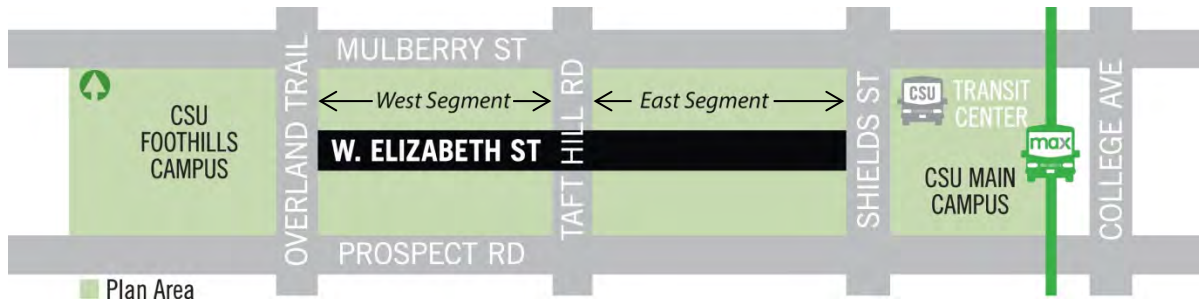 MULBERRY ST
OVERLAND TRAIL
TAFT HILL RD
SHIELDS ST
COLLEGE AVE
West Segment
East Segment
CSU
TRANSIT
CENTER
CSU
FOOTHILLS
CAMPUS
W. ELIZABETH ST
max
CSU MAIN
CAMPUS
PROSPECT RD
Plan Area